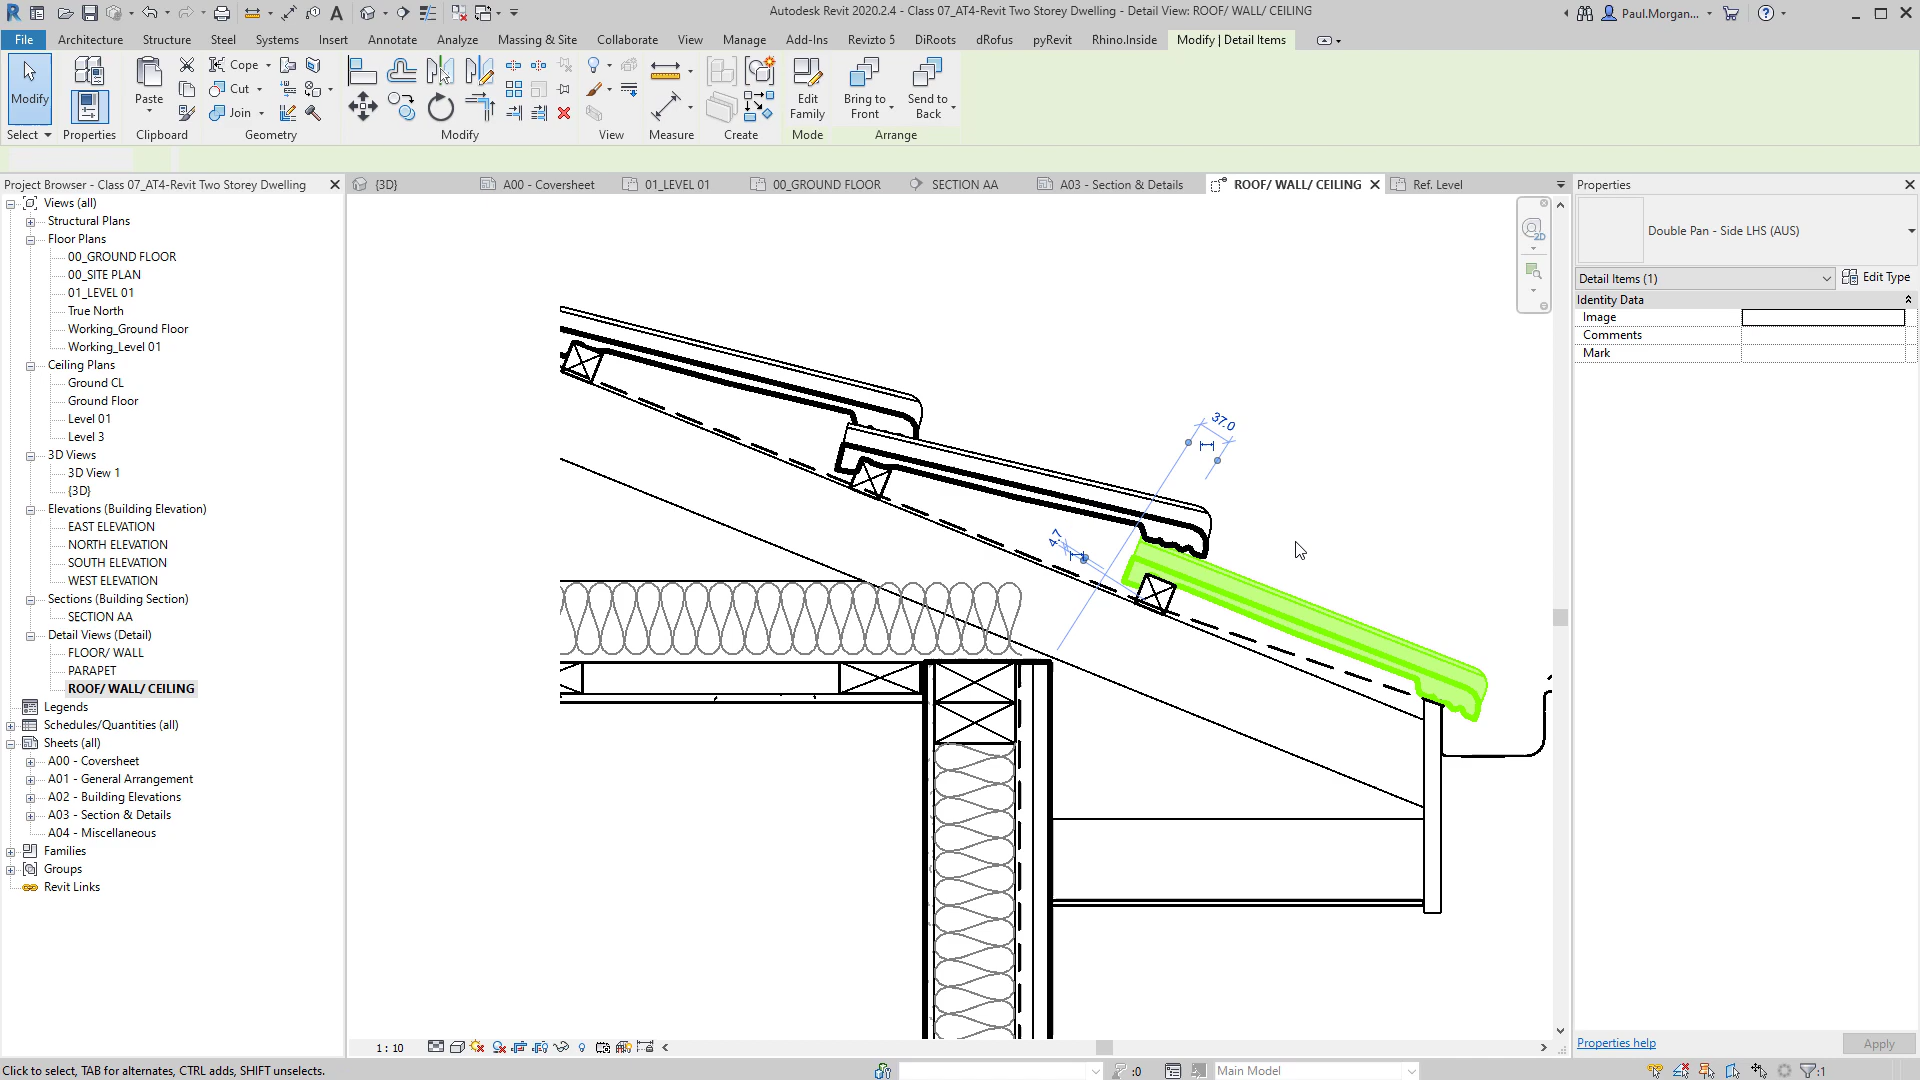 Autodesk Revit 2020.2.4 - Class 07_AT4-Revit Two Storey Dwelling - Detail View: ROOF/ WALL/ CEILING
Paul.Morgan...
File
Architecture
Structure
Steel
Systems
Insert
Annotate
Analyze
Massing & Site
Collaborate
View
Manage
Add-Ins
Revizto 5
DiRoots
dRofus
pyRevit
Rhino.Inside
Modify | Detail Items
Modify
Paste
Cope
Cut
Join
Edit
Family
Bring to
Front
Send to
Back
Select
Properties
Clipboard
Geometry
Modify
View
Measure
Create
Mode
Arrange
Project Browser - Class 07_AT4-Revit Two Storey Dwelling
{3D}
A00 - Coversheet
01_LEVEL 01
00_GROUND FLOOR
SECTION AA
A03 - Section & Details
ROOF/ WALL/ CEILING
Ref. Level
Properties
Views (all)
Structural Plans
Floor Plans
00_GROUND FLOOR
00_SITE PLAN
01_LEVEL 01
True North
Working_Ground Floor
Working_Level 01
Ceiling Plans
Ground CL
Ground Floor
Level 01
Level 3
3D Views
3D View 1
{3D}
Elevations (Building Elevation)
EAST ELEVATION
NORTH ELEVATION
SOUTH ELEVATION
WEST ELEVATION
Sections (Building Section)
SECTION AA
Detail Views (Detail)
FLOOR/ WALL
PARAPET
ROOF/ WALL/ CEILING
Legends
Schedules/Quantities (all)
Sheets (all)
A00 - Coversheet
A01 - General Arrangement
A02 - Building Elevations
A03 - Section & Details
A04 - Miscellaneous
Families
Groups
Revit Links
37.0
47
2D
Double Pan - Side LHS (AUS)
Detail Items (1)
Edit Type
Identity Data
Image
Comments
Mark
Properties help
Apply
1 : 10
Click to select, TAB for alternates, CTRL adds, SHIFT unselects.
:0
Main Model
:1